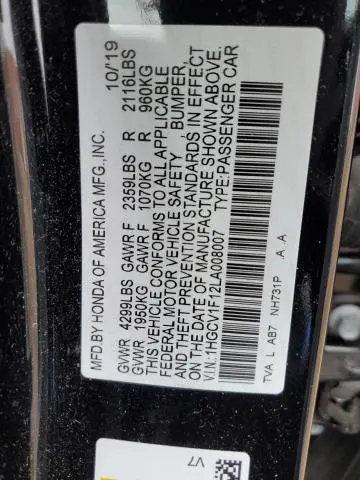 MFD.BY HONDA OF AMERICA MFG.,INC. 10/19
GVWR 4299LBS GAWR F 2359LBS R 2116LBS
GVWR 1950KG GAWR F 1070KG R 960KG
THIS VEHICLE CONFORMS TO ALL APPLICABLE
FEDERAL MOTOR VEHICLE SAFETY, BUMPER,
AND THEFT PREVENTION STANDARDS IN EFFECT
ON THE DATE OF MANUFACTURE SHOWN ABOVE.
V.I.N.:1HGCV1F12LA008007 TYPE:PASSENGER CAR
TVA L AB7 NH731P A A
V7